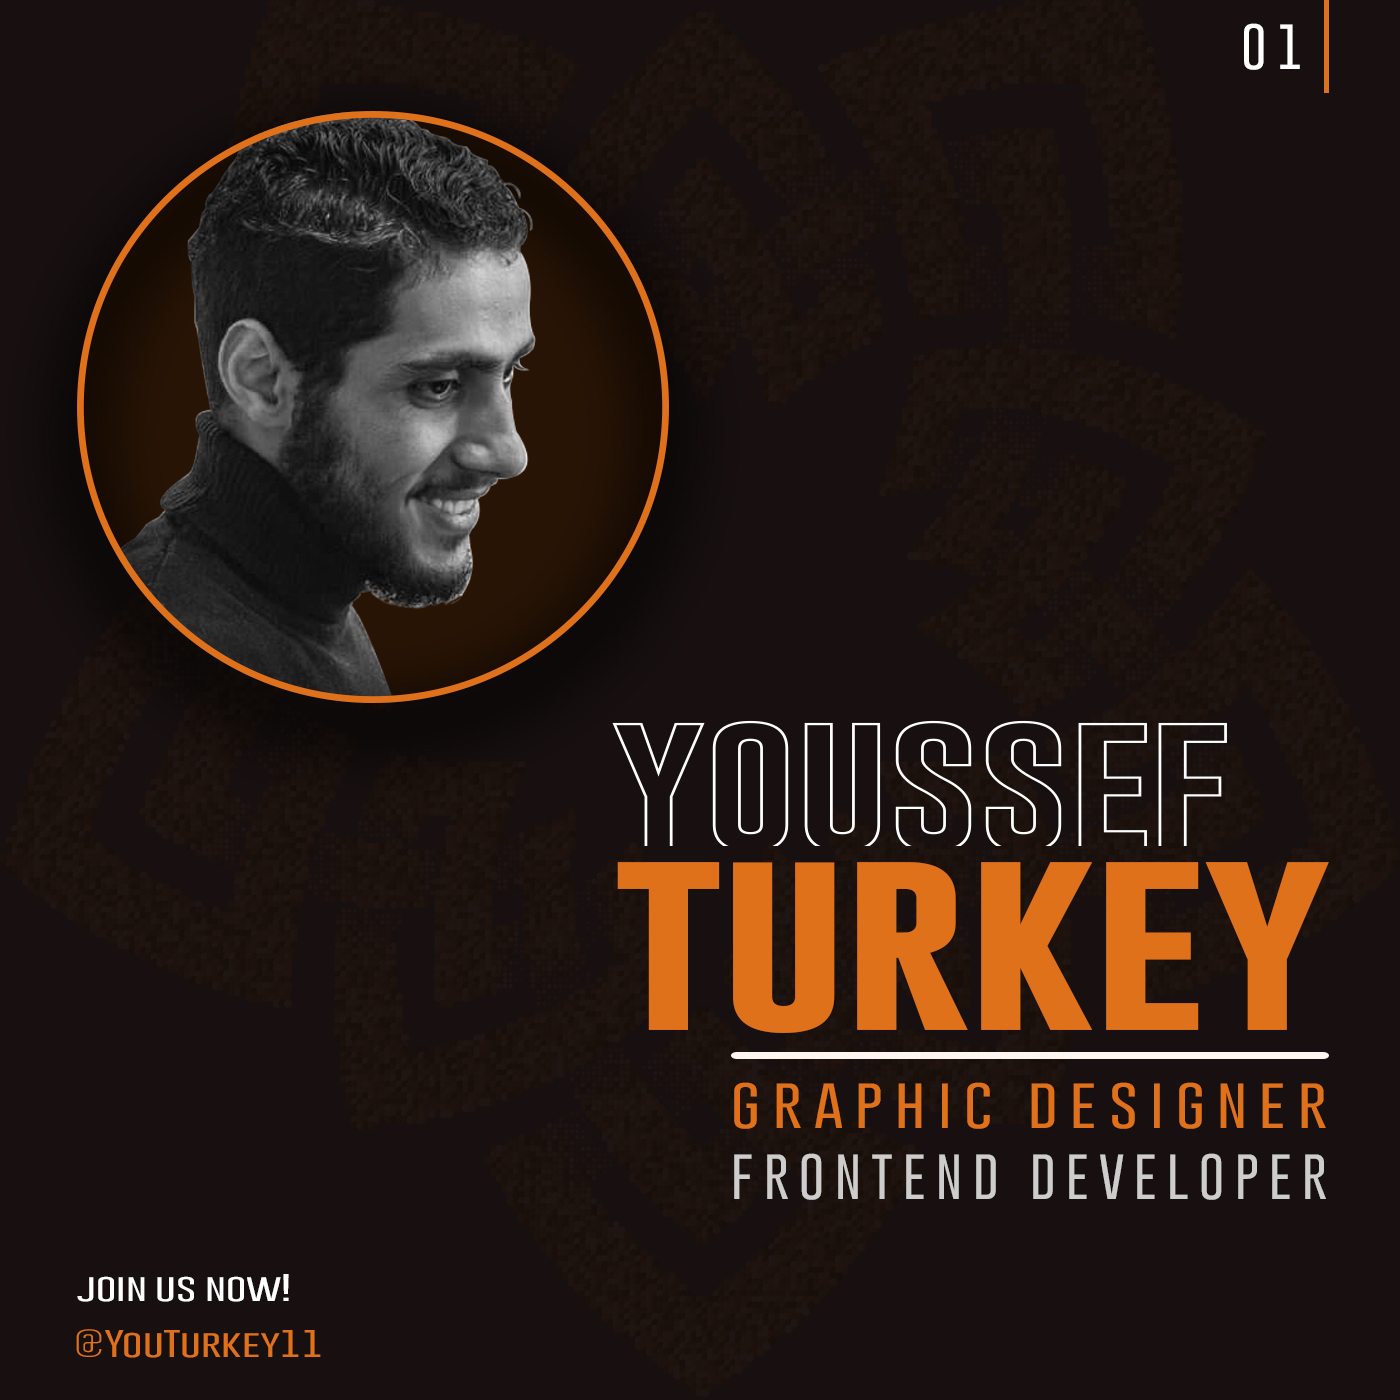 01
YOUSSEF
TURKEY
GRAPHIC DESIGNER
FRONTEND DEVELOPER
JOIN US NOW!
@YOUTURKEY11